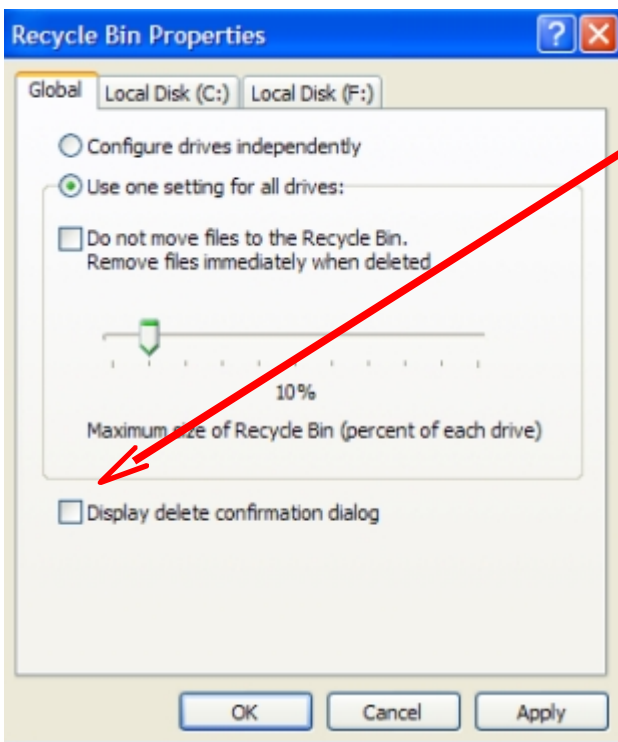 Recycle Bin Properties
?
Global Local Disk (C:) Local Disk (F:)
Configure drives independently
Use one setting for all drives:
Do not move files to the Recycle Bin.
Remove files immediately when deleted
10%
Maximum size of Recycle Bin (percent of each drive)
Display delete confirmation dialog
OK Cancel Apply